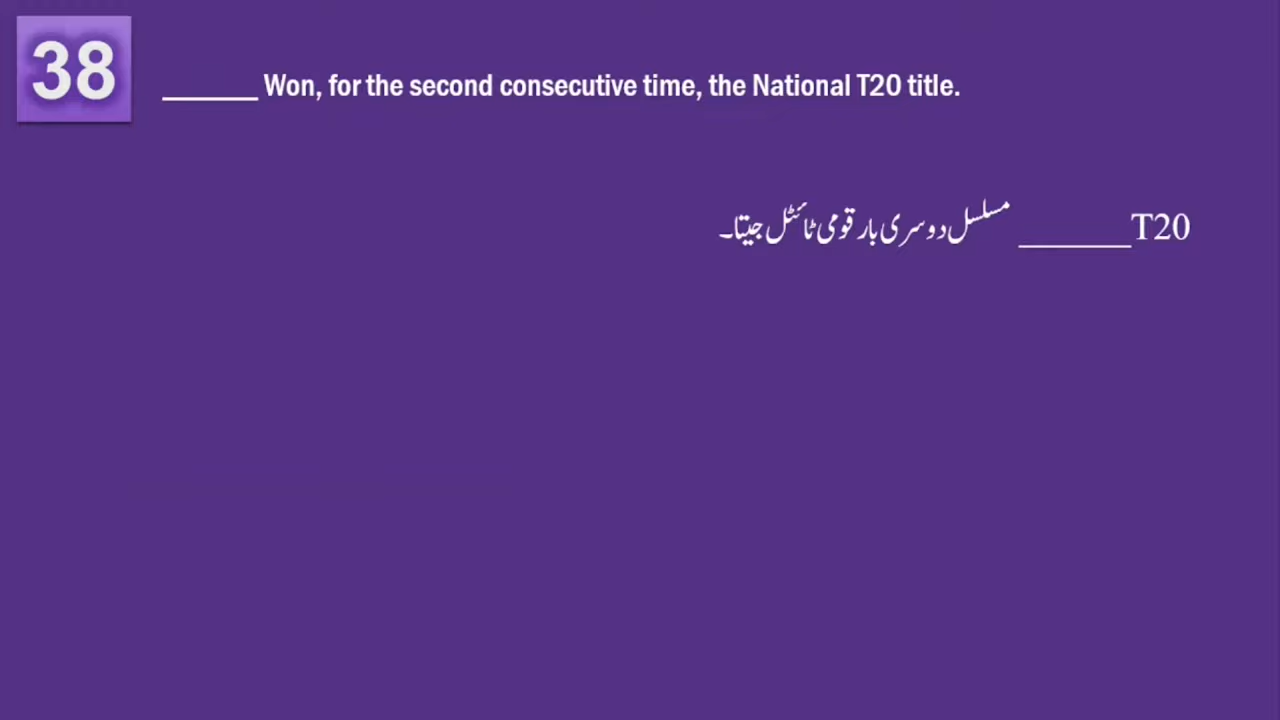 38
_______ Won, for the second consecutive time, the National T20 title.
T20_______ مسلسل دوسری بار قومی ٹائٹل جیتا۔